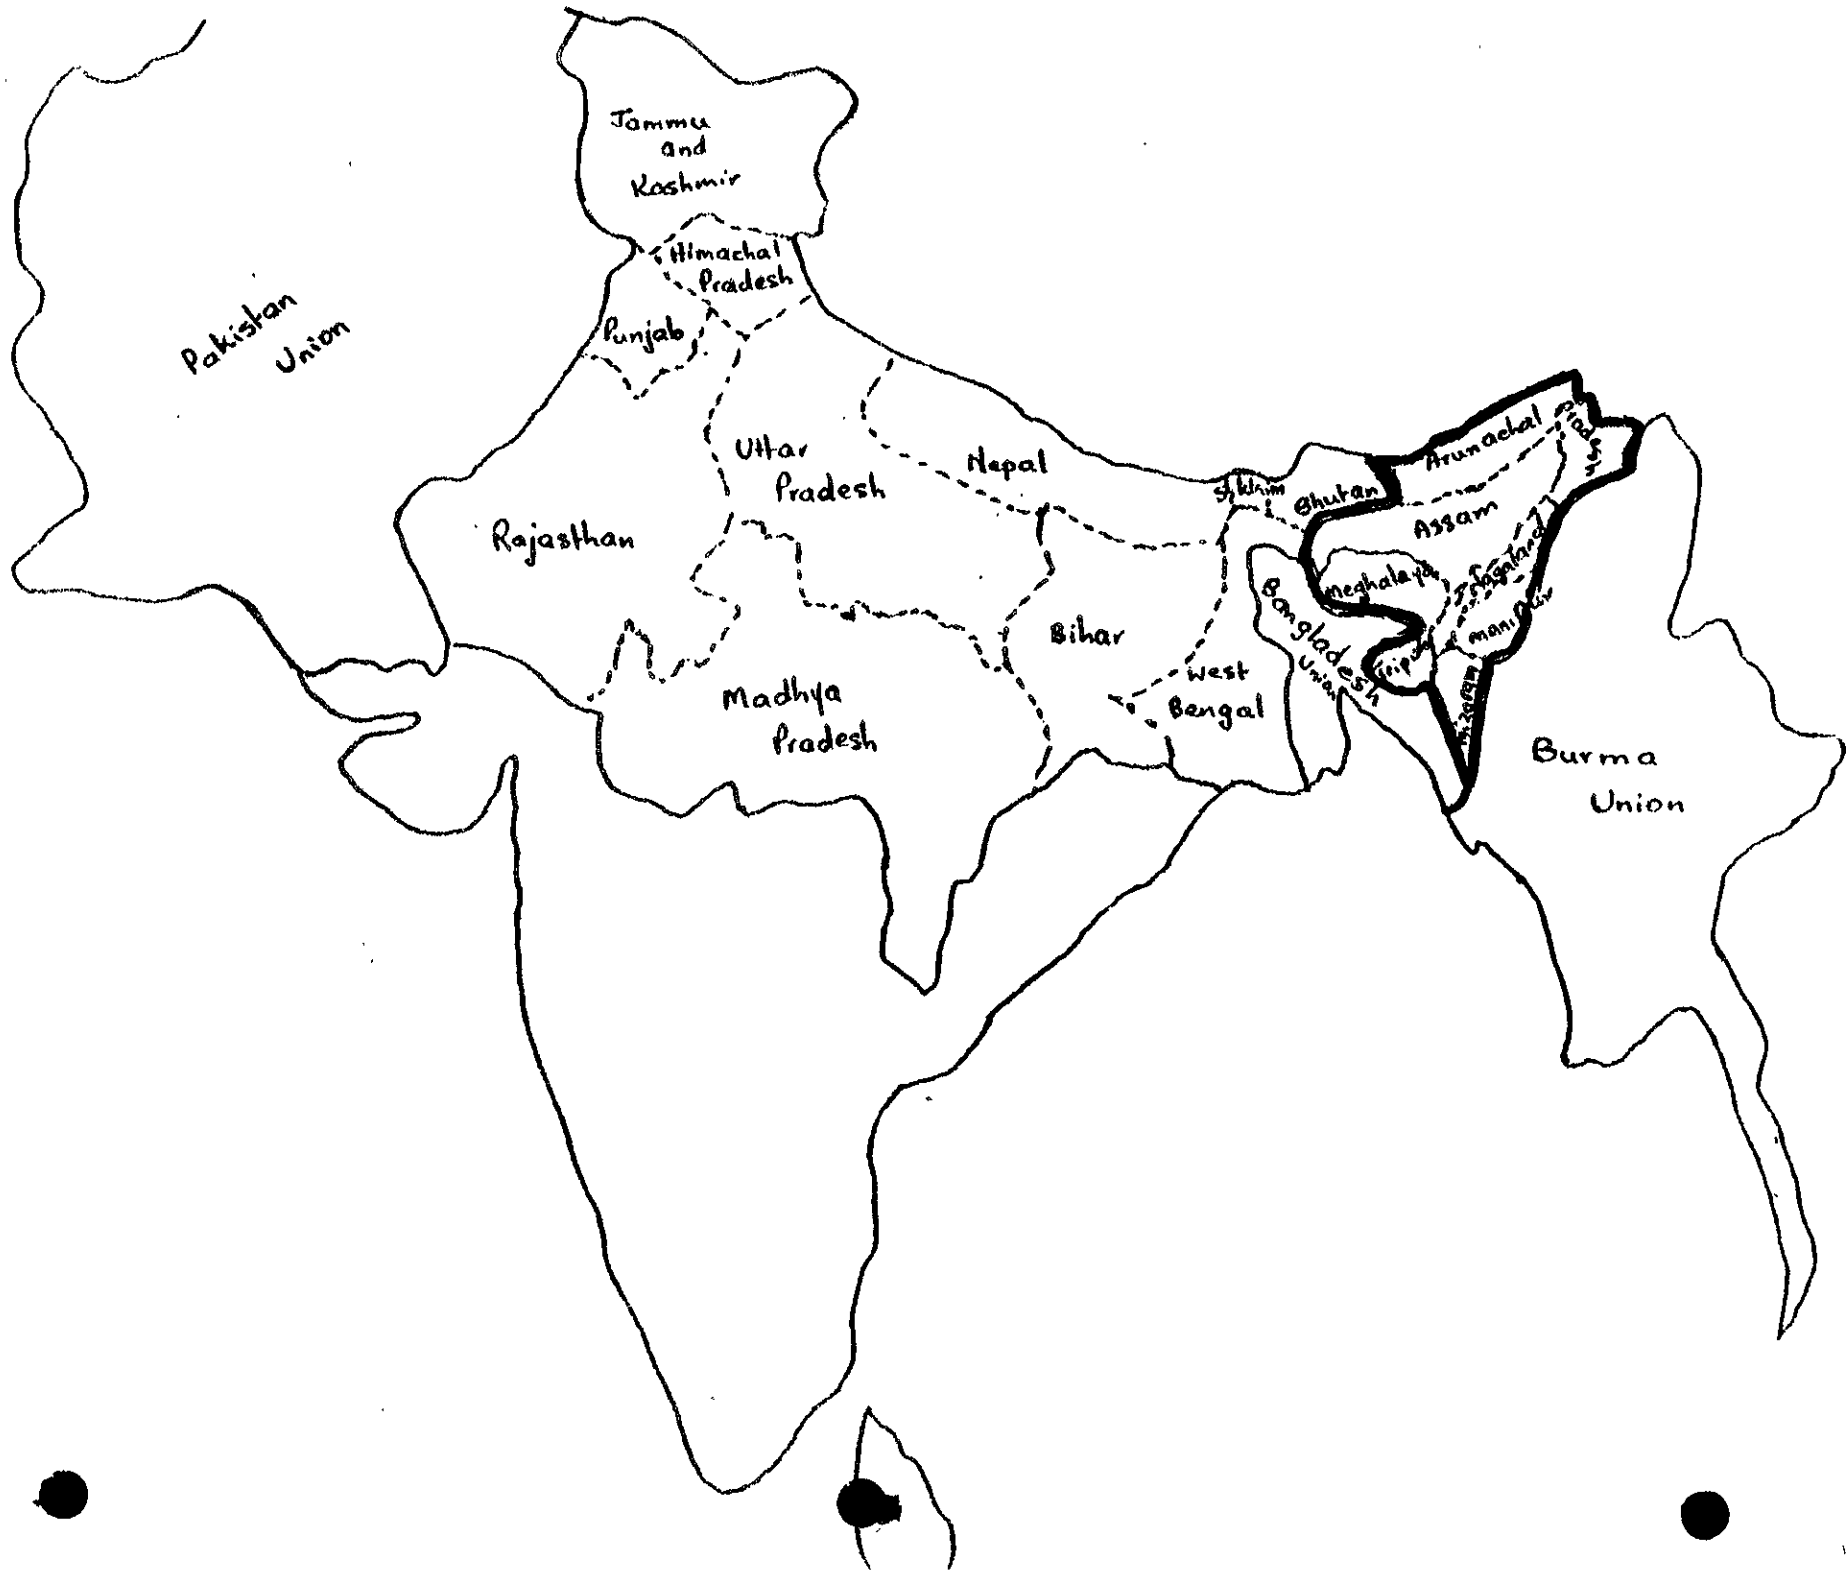 Jammu
and
Kashmir
Himachal
Pradesh
Punjab
Pakistan
Union
Uttar
Pradesh
Nepal
Rajasthan
Sikkim
Bhutan
Arunachal
Pradesh
Assam
Meghalaya
Nagaland
Manipur
Tripura
Mizoram
Bangladesh
Union
Bihar
West
Bengal
Madhya
Pradesh
Burma
Union